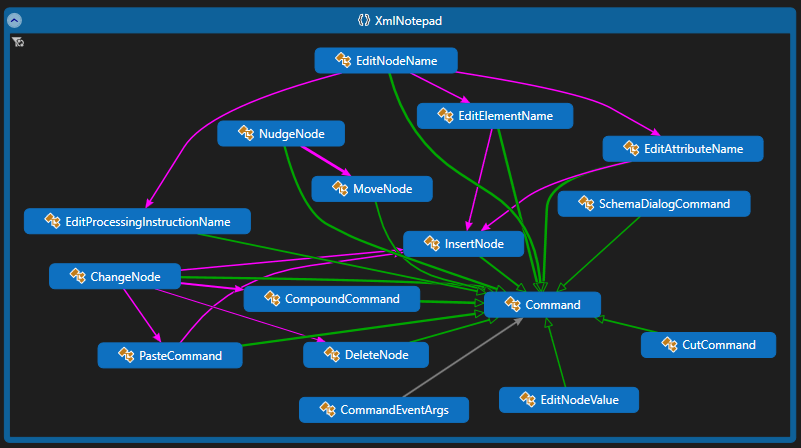 XmlNotepad
EditNodeName
EditElementName
NudgeNode
EditAttributeName
MoveNode
SchemaDialogCommand
EditProcessingInstructionName
InsertNode
ChangeNode
CompoundCommand
Command
CutCommand
PasteCommand
DeleteNode
EditNodeValue
CommandEventArgs